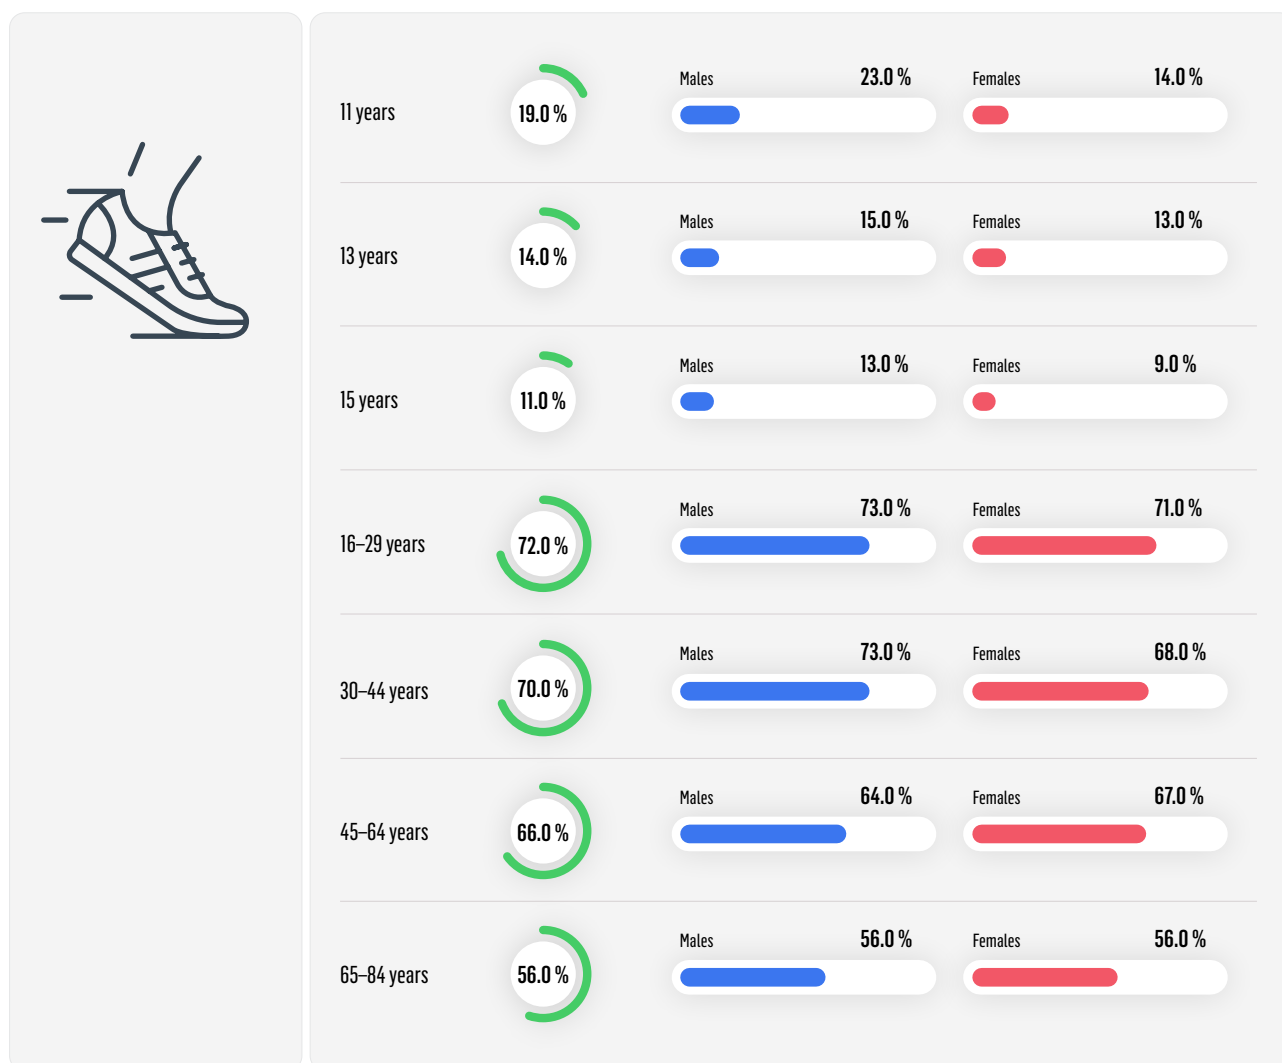 Males 23.0 % Females 14.0 %
11 years 19.0 %
Males 15.0 % Females 13.0 %
13 years 14.0 %
Males 13.0 % Females 9.0 %
15 years 11.0 %
Males 73.0 % Females 71.0 %
16–29 years 72.0 %
Males 73.0 % Females 68.0 %
30–44 years 70.0 %
Males 64.0 % Females 67.0 %
45–64 years 66.0 %
Males 56.0 % Females 56.0 %
65–84 years 56.0 %